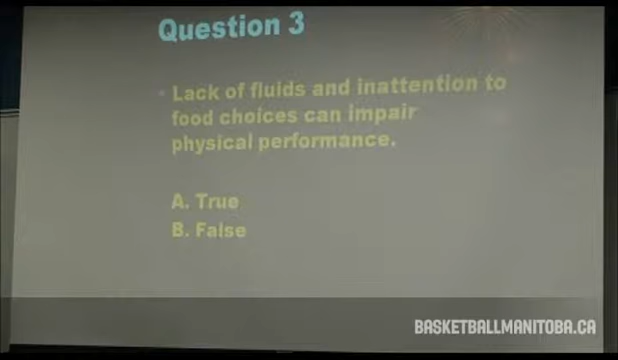 Question 3
• Lack of fluids and inattention to
food choices can impair
physical performance.
A. True
B. False
BASKETBALLMANITOBA.CA